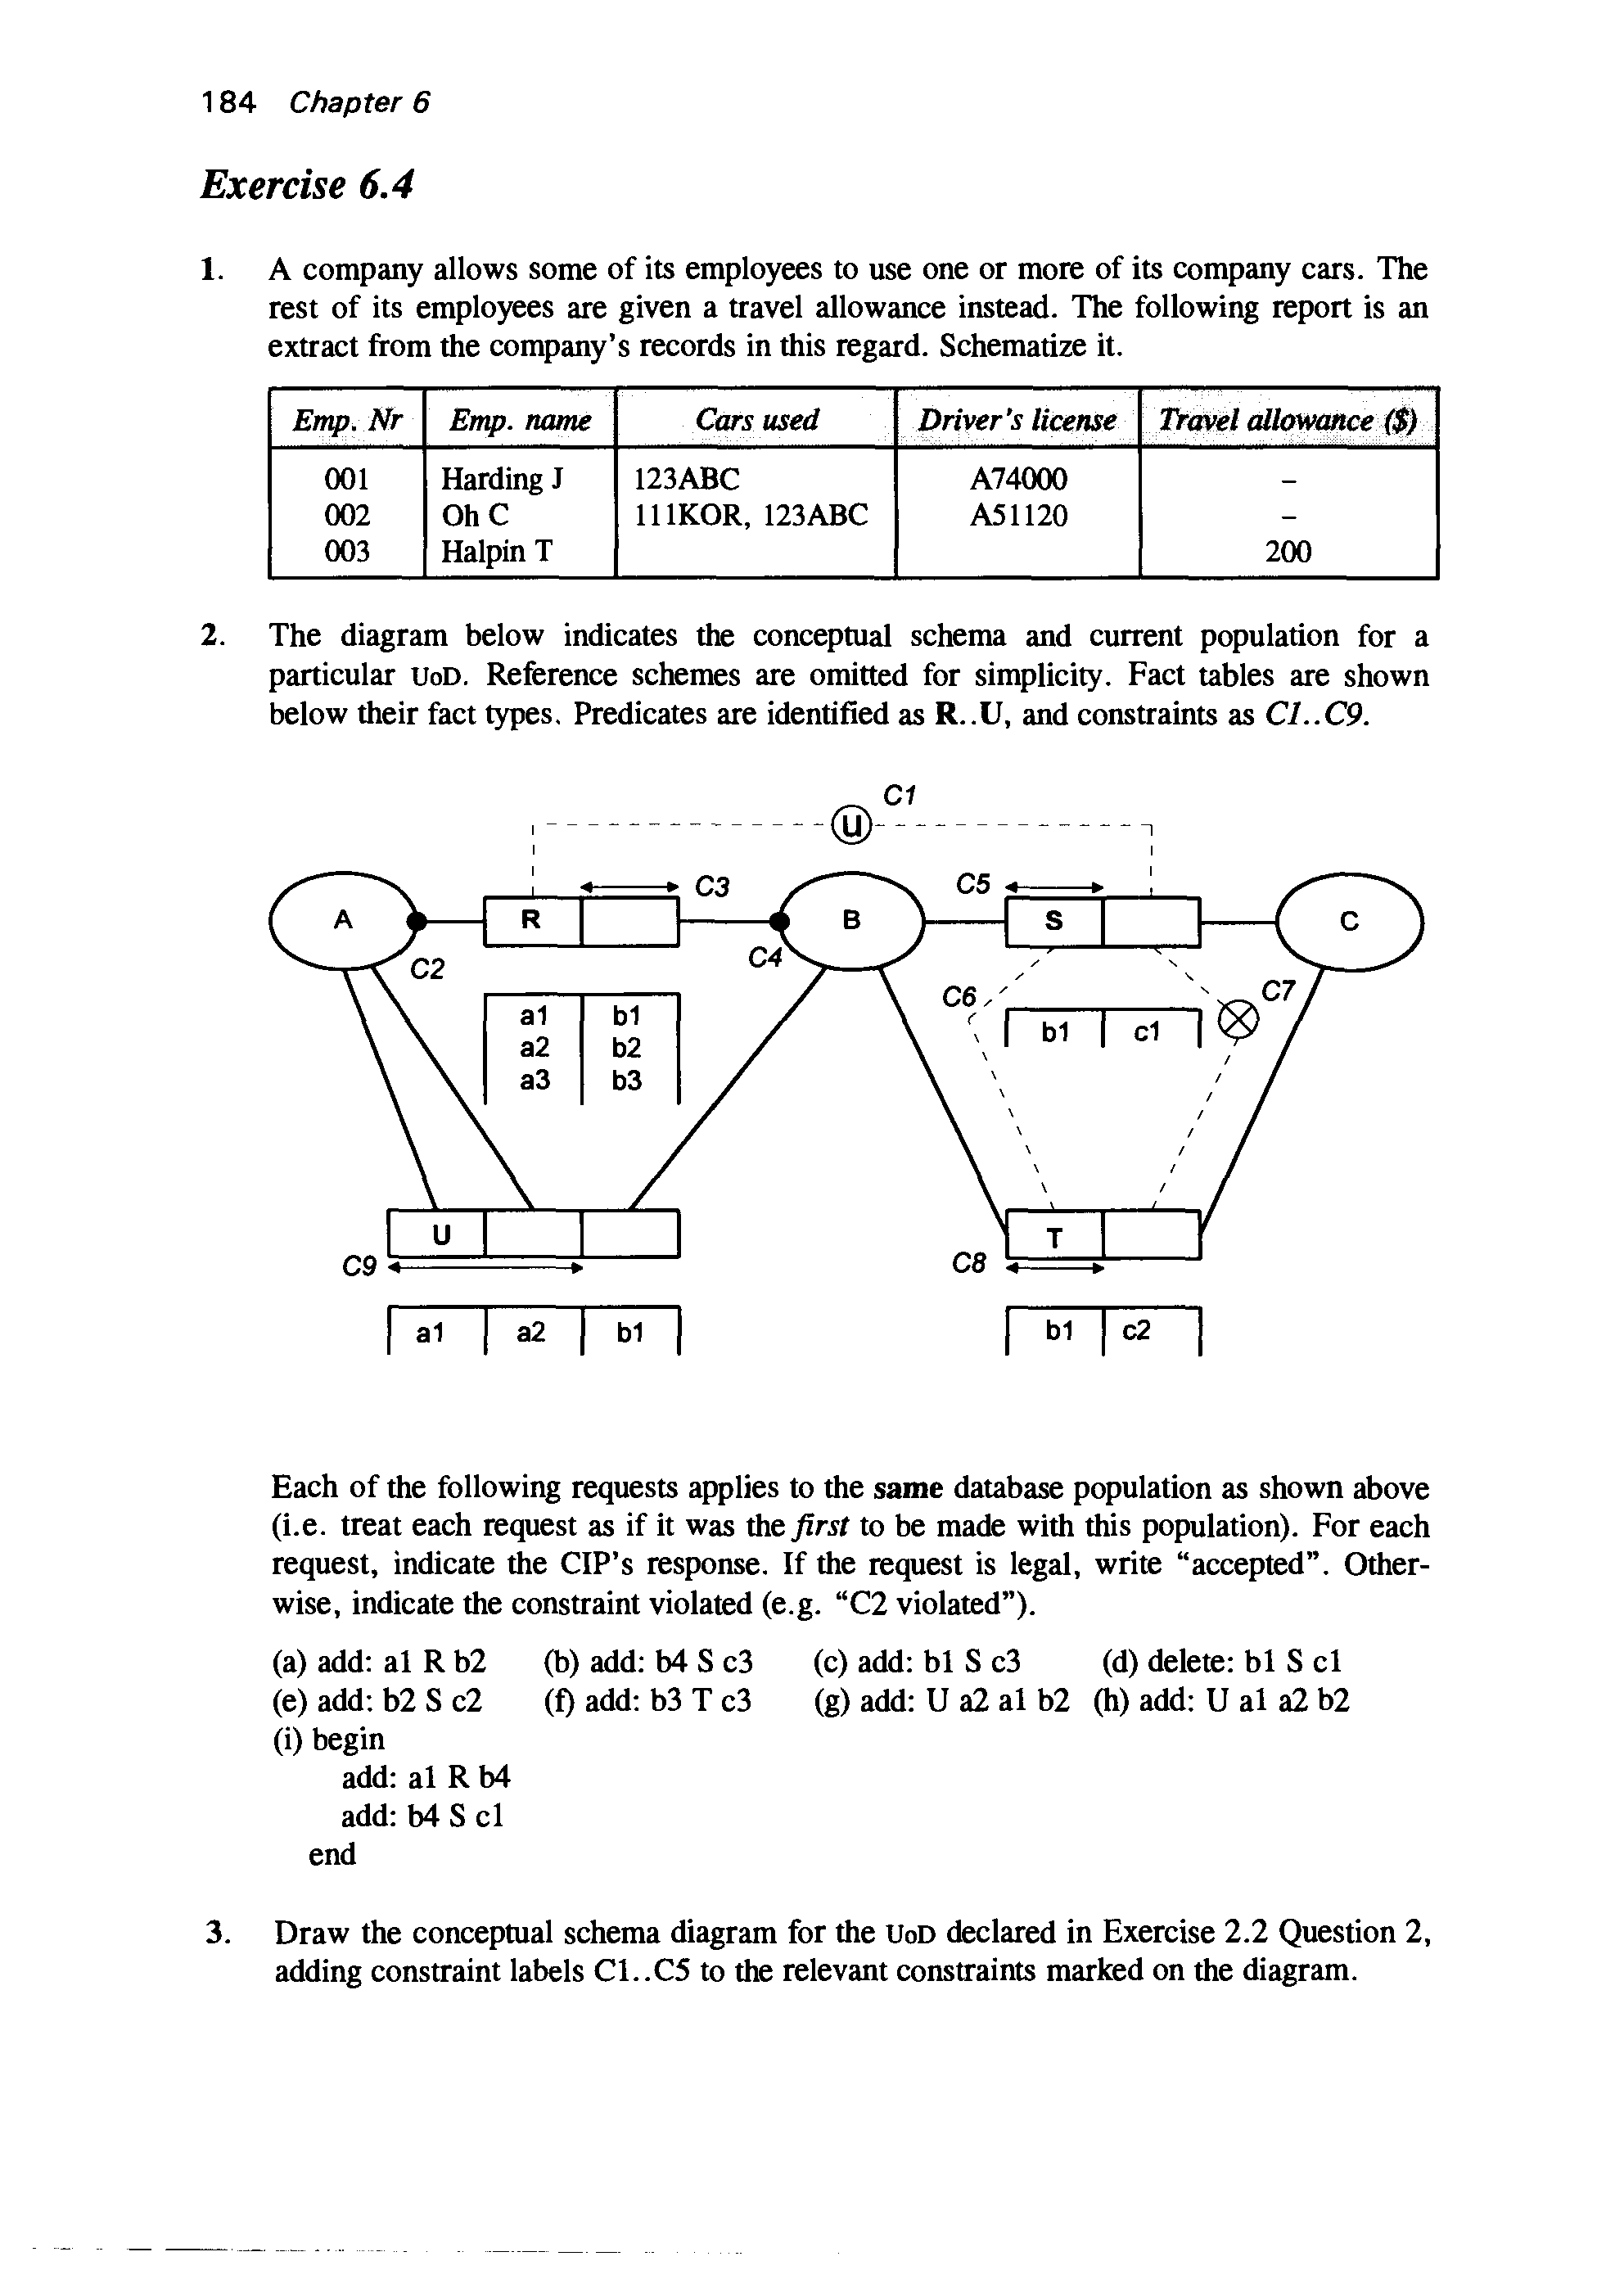 184 Chapter 6
Exercise 6.4
1. A company allows some of its employees to use one or more of its company cars. The
rest of its employees are given a travel allowance instead. The following report is an
extract from the company's records in this regard. Schematize it.
Emp. Nr Emp. name Cars used Driver's license Travel allowance ($)
001 Harding J 123ABC A74000 –
002 Oh C 111KOR, 123ABC A51120 –
003 Halpin T 200
2. The diagram below indicates the conceptual schema and current population for a
particular UoD. Reference schemes are omitted for simplicity. Fact tables are shown
below their fact types. Predicates are identified as R..U, and constraints as C1..C9.
C1
U
C3
C5
A R B S C
C2
C4
C6
C7
a1 b1
a2 b2
a3 b3
b1 c1
U
T
C9
C8
a1 a2 b1
b1 c2
Each of the following requests applies to the same database population as shown above
(i.e. treat each request as if it was the first to be made with this population). For each
request, indicate the CIP's response. If the request is legal, write “accepted”. Other-
wise, indicate the constraint violated (e.g. “C2 violated”).
(a) add: a1 R b2 (b) add: b4 S c3 (c) add: b1 S c3 (d) delete: b1 S c1
(e) add: b2 S c2 (f) add: b3 T c3 (g) add: U a2 a1 b2 (h) add: U a1 a2 b2
(i) begin
add: a1 R b4
add: b4 S c1
end
3. Draw the conceptual schema diagram for the UoD declared in Exercise 2.2 Question 2,
adding constraint labels C1..C5 to the relevant constraints marked on the diagram.